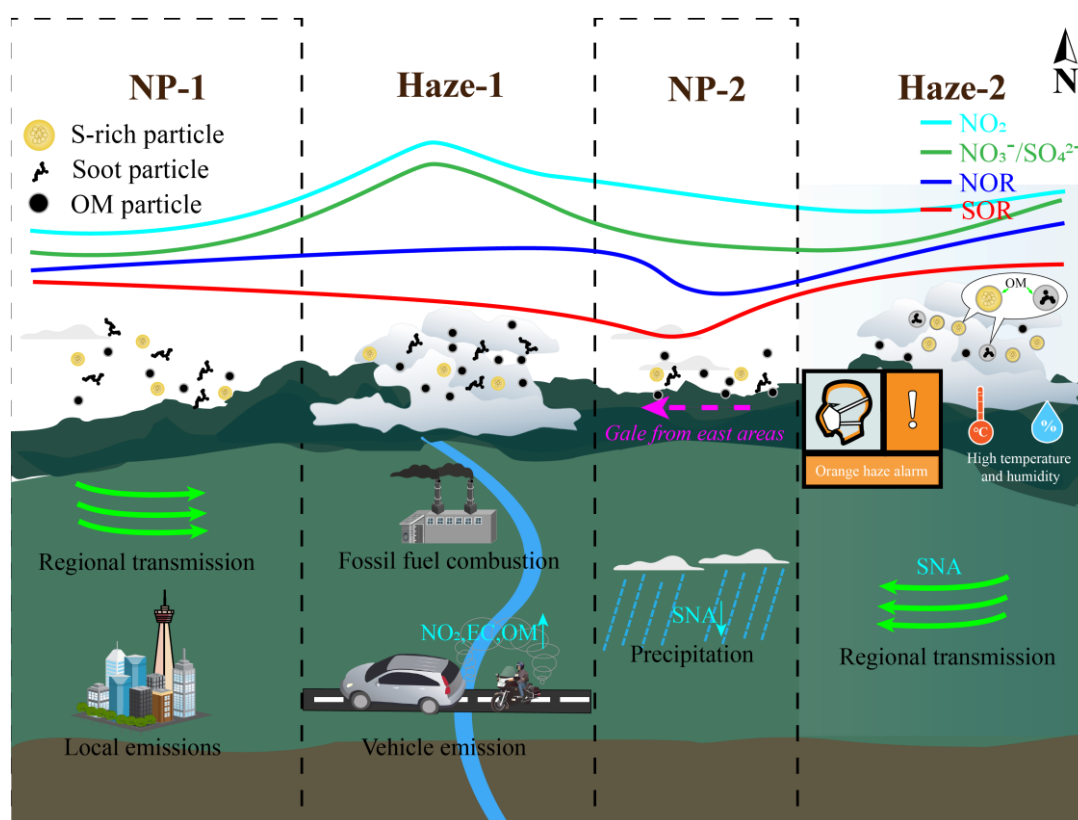 NP-1
Haze-1
NP-2
Haze-2
N
S-rich particle
Soot particle
OM particle
NO₂
NO₃⁻/SO₄²⁻
NOR
SOR
OM
Gale from east areas
!
Orange haze alarm
°C
%
High temperature
and humidity
Regional transmission
Fossil fuel combustion
SNA
Regional transmission
NO₂,EC,OM
SNA
Precipitation
Local emissions
Vehicle emission